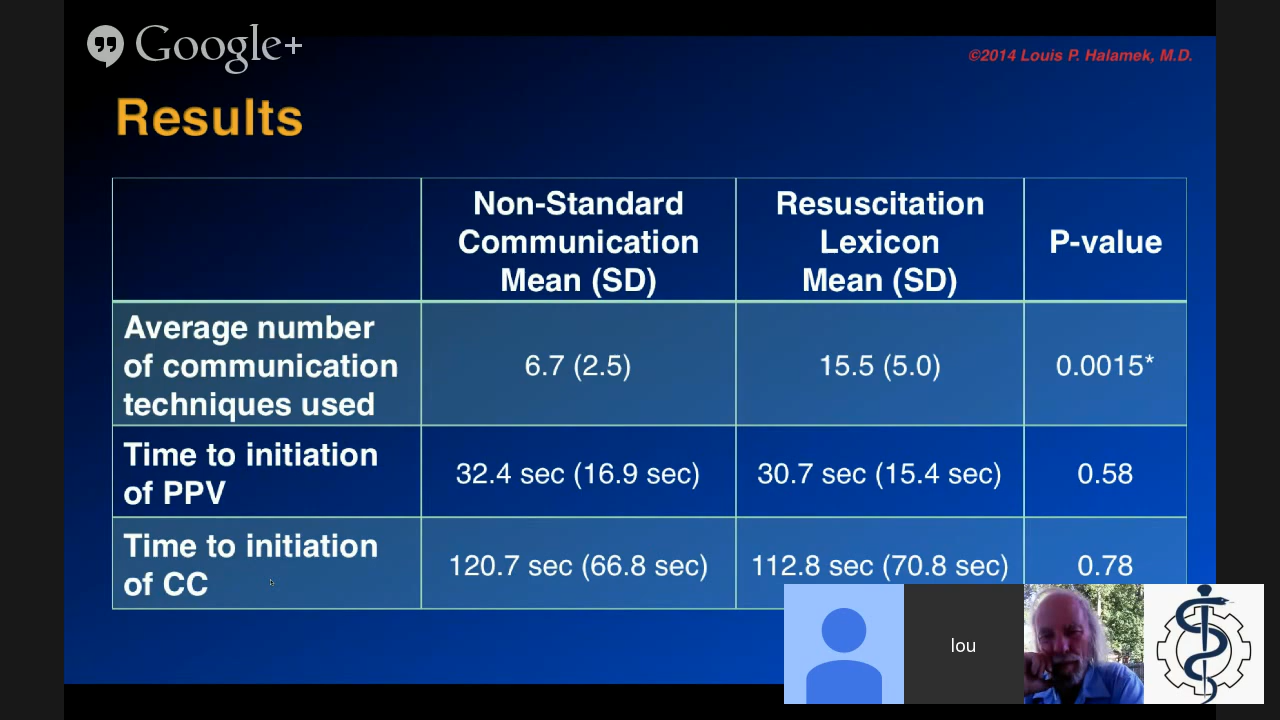 Google+
©2014 Louis P. Halamek, M.D.
Results
Non-Standard
Communication
Mean (SD)
Resuscitation
Lexicon
Mean (SD)
P-value
Average number
of communication
techniques used
6.7 (2.5)
15.5 (5.0)
0.0015*
Time to initiation
of PPV
32.4 sec (16.9 sec)
30.7 sec (15.4 sec)
0.58
Time to initiation
of CC
120.7 sec (66.8 sec)
112.8 sec (70.8 sec)
0.78
lou